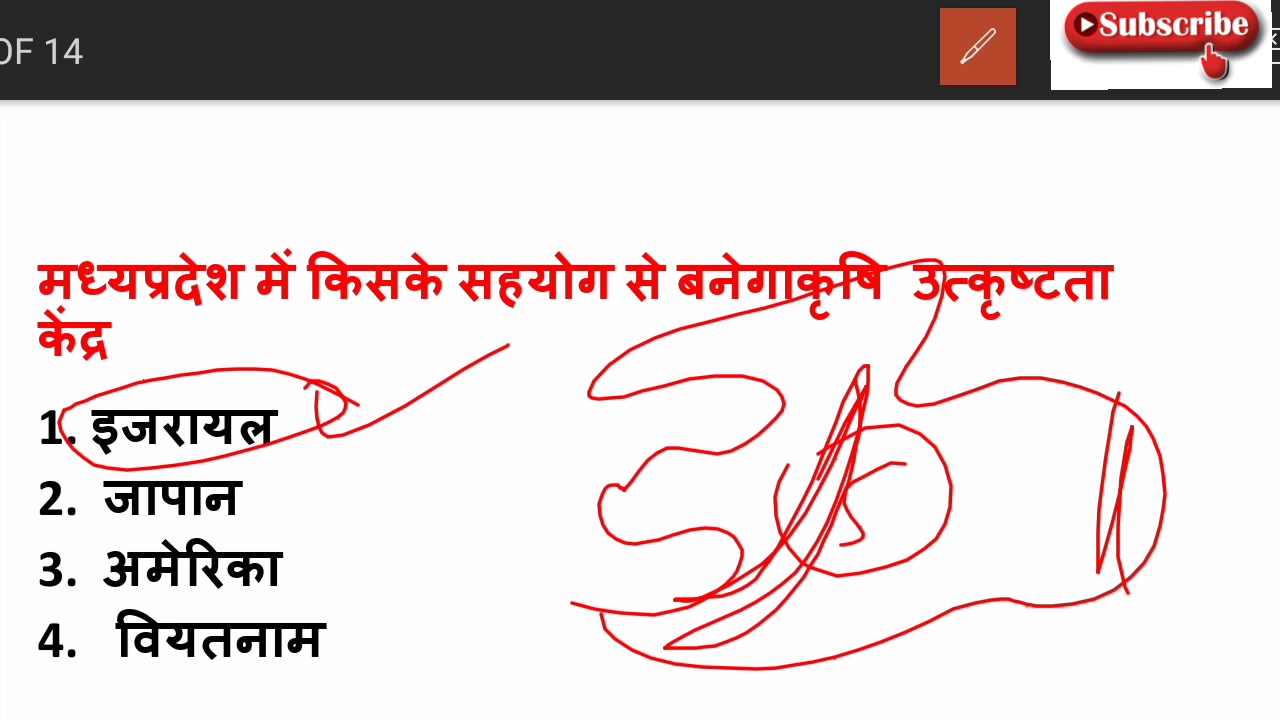 OF 14
Subscribe
मध्यप्रदेश में किसके सहयोग से बनेगाकृषि उत्कृष्टता
केंद्र
1. इजरायल
2. जापान
3. अमेरिका
4. वियतनाम